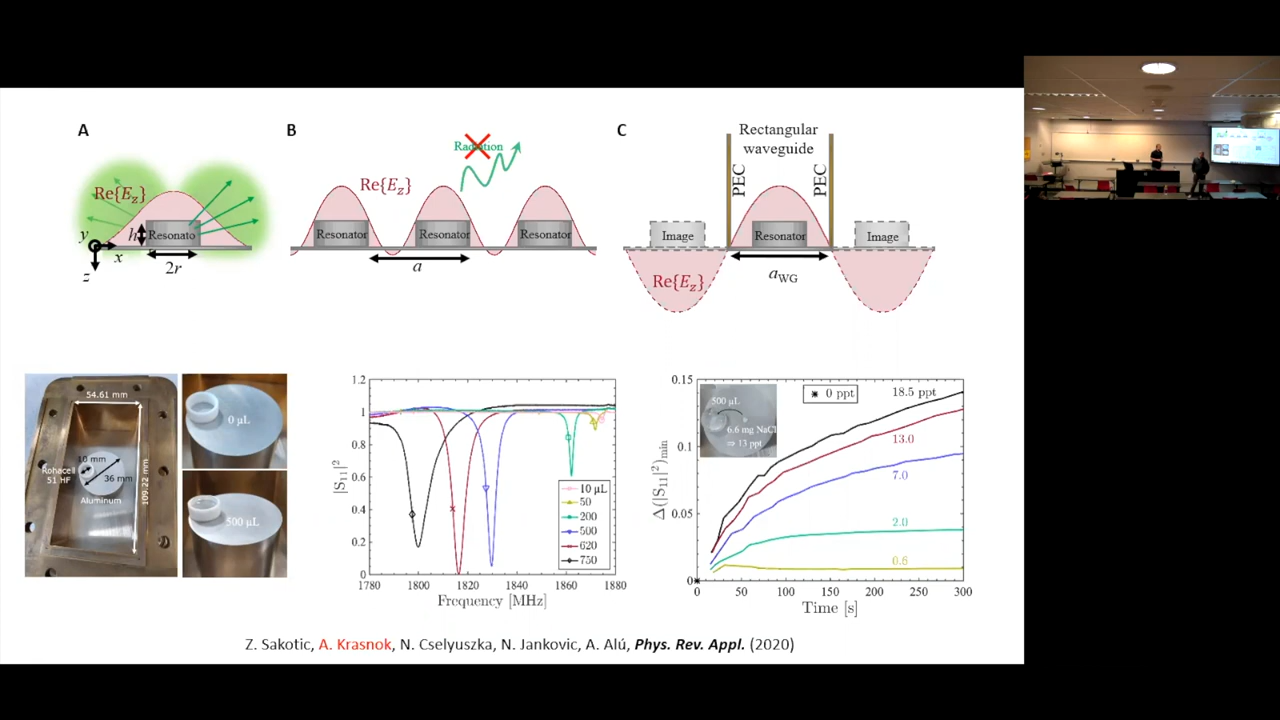 A
B
C
Re{E_z}
h
Resonato
y
x
z
2r
Radiation
Re{E_z}
Resonator
Resonator
Resonator
a
Rectangular
waveguide
PEC
PEC
Image
Resonator
Image
Re{E_z}
a_WG
54.61 mm
10 mm
Rohacell
51 HF
36 mm
Aluminum
109.22 mm
0 µL
500 µL
|S₁₁|²
1.2
1
0.8
0.6
0.4
0.2
0
1780 1800 1820 1840 1860 1880
Frequency [MHz]
10 µL
50
200
500
620
750
Δ(|S₁₁|²)min
0.15
0.1
0.05
0
0 50 100 150 200 250 300
Time [s]
500 µL
6.6 mg NaCl
⇒ 13 ppt
0 ppt
18.5 ppt
13.0
7.0
2.0
0.6
Z. Sakotic, A. Krasnok, N. Cselyuszka, N. Jankovic, A. Alú, Phys. Rev. Appl. (2020)